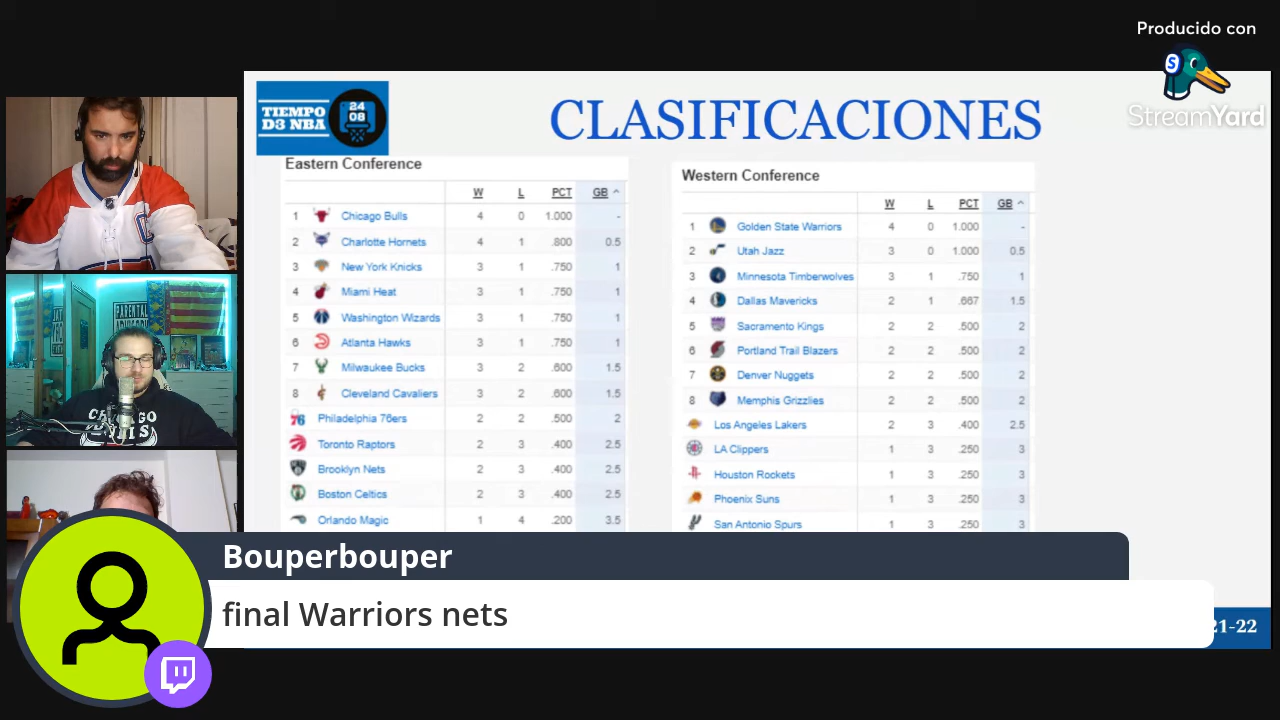 Producido con
StreamYard
TIEMPO
D3 NBA
24
08
CLASIFICACIONES
Eastern Conference
W L PCT GB
1 Chicago Bulls 4 0 1.000 -
2 Charlotte Hornets 4 1 .800 0.5
3 New York Knicks 3 1 .750 1
4 Miami Heat 3 1 .750 1
5 Washington Wizards 3 1 .750 1
6 Atlanta Hawks 3 1 .750 1
7 Milwaukee Bucks 3 2 .600 1.5
8 Cleveland Cavaliers 3 2 .600 1.5
76 Philadelphia 76ers 2 2 .500 2
Toronto Raptors 2 3 .400 2.5
Brooklyn Nets 2 3 .400 2.5
Boston Celtics 2 3 .400 2.5
Orlando Magic 1 4 .200 3.5
Western Conference
W L PCT GB
1 Golden State Warriors 4 0 1.000 -
2 Utah Jazz 3 0 1.000 0.5
3 Minnesota Timberwolves 3 1 .750 1
4 Dallas Mavericks 2 1 .667 1.5
5 Sacramento Kings 2 2 .500 2
6 Portland Trail Blazers 2 2 .500 2
7 Denver Nuggets 2 2 .500 2
8 Memphis Grizzlies 2 2 .500 2
Los Angeles Lakers 2 3 .400 2.5
LA Clippers 1 3 .250 3
Houston Rockets 1 3 .250 3
Phoenix Suns 1 3 .250 3
San Antonio Spurs 1 3 .250 3
PARENTAL
CHICAGO
Bouperbouper
final Warriors nets
21-22